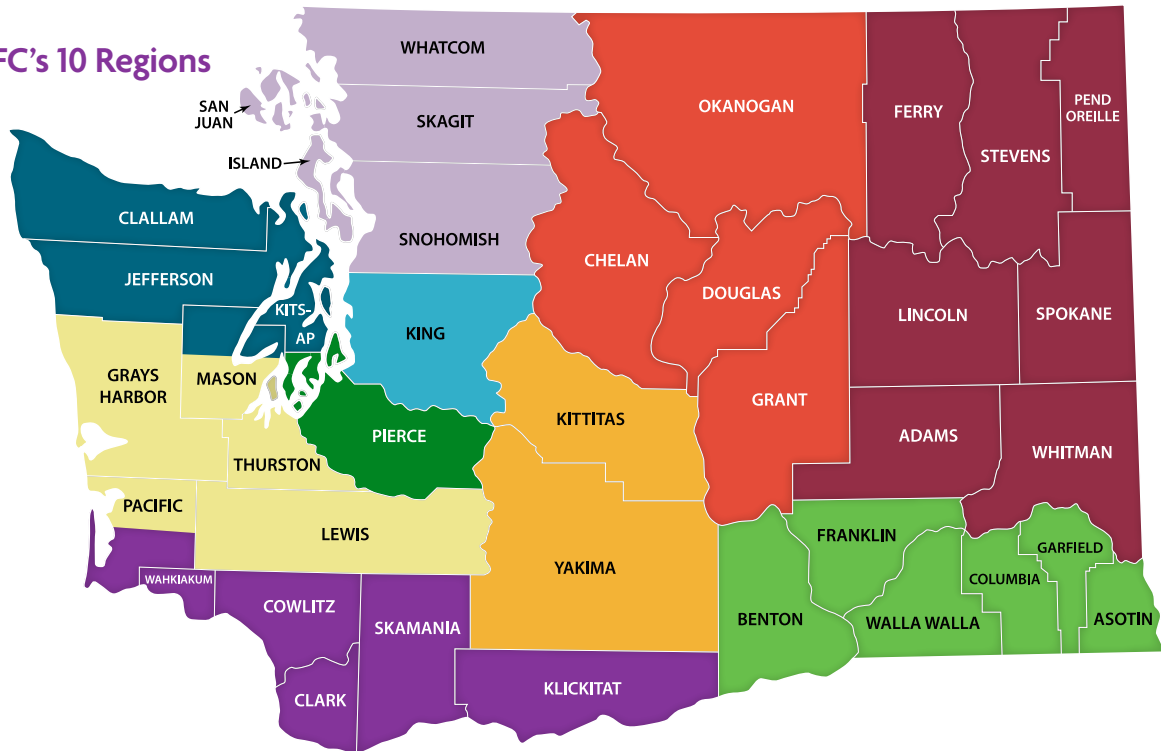 FC's 10 Regions
WHATCOM
SAN
JUAN
SKAGIT
ISLAND
SNOHOMISH
OKANOGAN
FERRY
STEVENS
PEND
OREILLE
CLALLAM
JEFFERSON
KITS-
AP
KING
CHELAN
DOUGLAS
LINCOLN
SPOKANE
GRAYS
HARBOR
MASON
PIERCE
KITTITAS
GRANT
ADAMS
WHITMAN
THURSTON
PACIFIC
LEWIS
YAKIMA
FRANKLIN
GARFIELD
COLUMBIA
BENTON
WALLA WALLA
ASOTIN
WAHKIAKUM
COWLITZ
SKAMANIA
CLARK
KLICKITAT